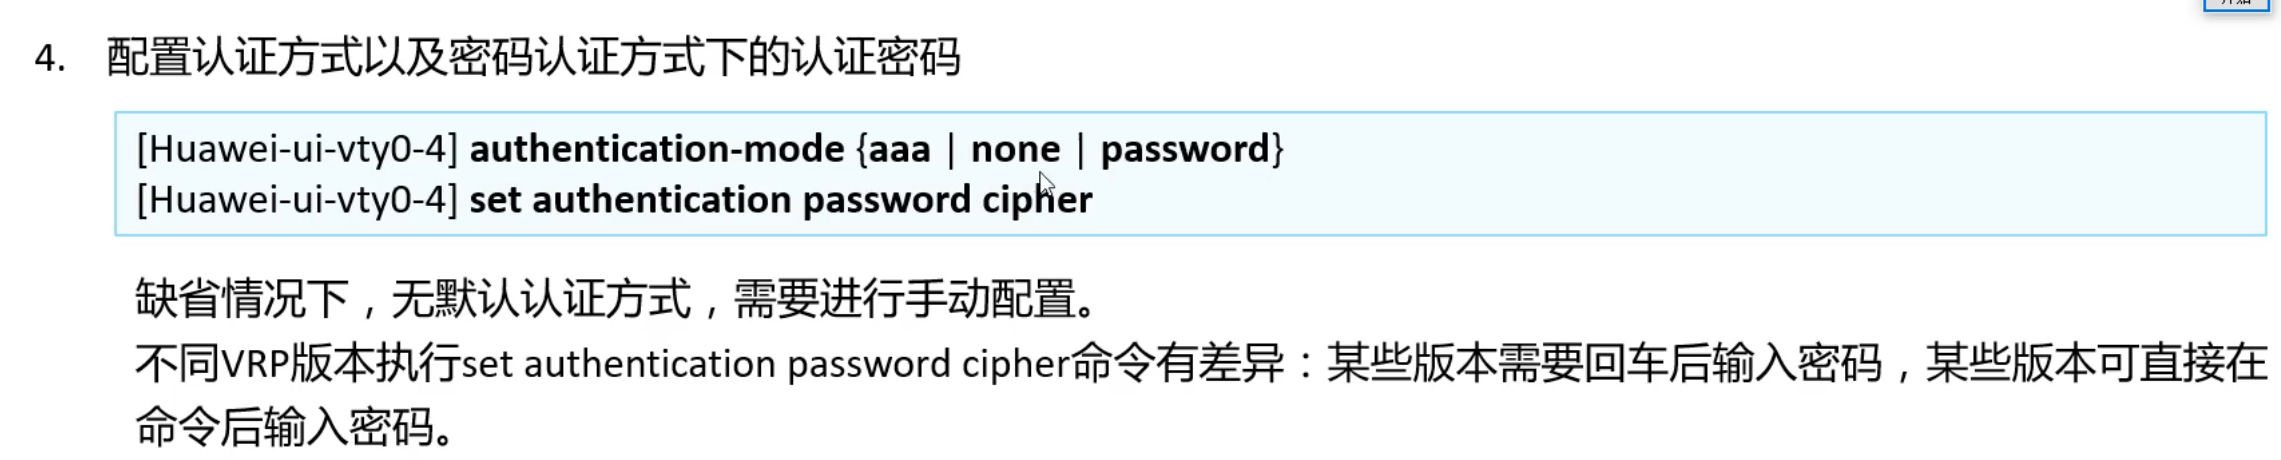 4. 配置认证方式以及密码认证方式下的认证密码
[Huawei-ui-vty0-4] authentication-mode {aaa | none | password}
[Huawei-ui-vty0-4] set authentication password cipher
缺省情况下，无默认认证方式，需要进行手动配置。
不同VRP版本执行set authentication password cipher命令有差异：某些版本需要回车后输入密码，某些版本可直接在
命令后输入密码。